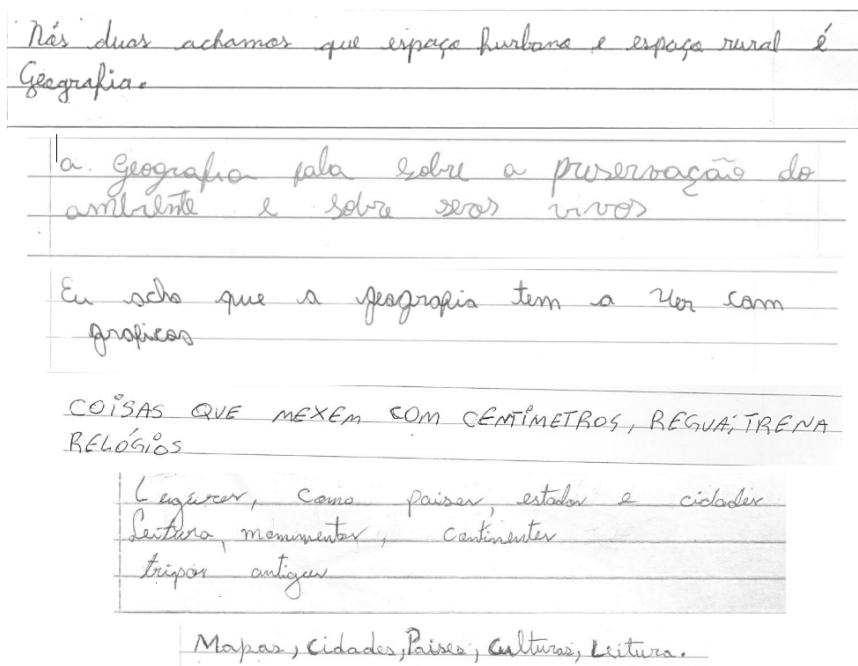 Nós duas achamos que espaço hurbano e espaço rural é
Geografia.
a Geografia fala sobre a preservação do
ambiente e sobre seros vivos
Eu acho que a geografia tem a ver com
graficos
COISAS QUE MEXEM COM CENTÍMETROS, REGUA, TRENA
RELÓGIOS
Lugares, como paises, estados e cidades
Leitura, monumentos, continentes
antigas
Mapas, Cidades, Paises, Culturas, Leitura.